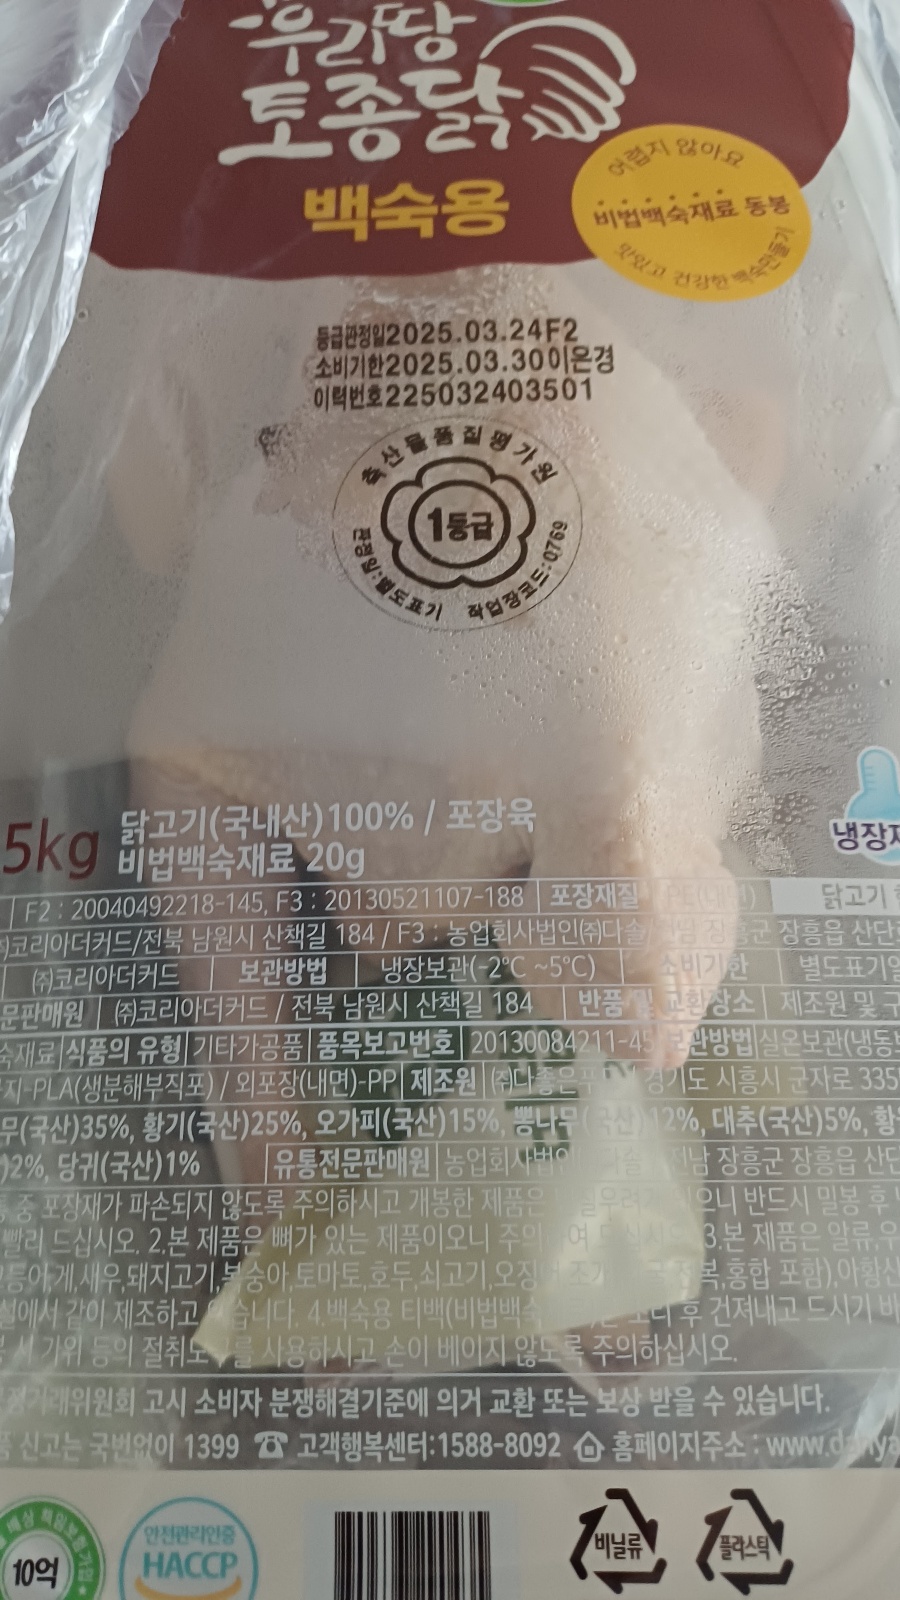 우리땅
토종닭
백숙용
어렵지 않아요
비법백숙재료 동봉
맛있고 건강한 백숙만들기
등급판정일2025.03.24F2
소비기한2025.03.30이은경
이력번호225032403501
축산물품질평가원
1등급
판정일:별도표기 작업장코드:0769
5kg 닭고기(국내산)100% / 포장육
비법백숙재료 20g
냉장
F2 : 20040492218-145, F3 : 20130521107-188 포장재질 닭고기
코리아더커드/전북 남원시 산책길 184 / F3 : 농업회사법인㈜다솔 장흥읍
㈜코리아더커드 보관방법 냉장보관(-2℃ ~5℃) 소비기한 별도표기
문판매원 ㈜코리아더커드 / 전북 남원시 산책길 184 반품 및 교환장소 제조원 및
숙재료 식품의 유형 기타가공품 품목보고번호 20130084211-45 보관방법 실온보관(냉동
지-PLA(생분해부직포) / 외포장(내면)-PP 제조원 경기도 시흥시 군자로 335
무(국산)35%, 황기(국산)25%, 오가피(국산)15%, 뽕나무(국산)12%, 대추(국산)5%,
)2%, 당귀(국산)1% 유통전문판매원 농업회사법인 장흥군 장흥읍
중 포장재가 파손되지 않도록 주의하시고 개봉한 제품은 반드시 밀봉 후
빨리 드십시오. 2.본 제품은 뼈가 있는 제품이오니 3.본 제품은 알류,
게,새우,돼지고기,복숭아,토마토,호두,쇠고기, 홍합 포함),아황산
설에서 같이 제조하고 있습니다. 4.백숙용 티백(비법백숙 후 건져내고 드시기
가위 등의 절취도구를 사용하시고 손이 베이지 않도록 주의하십시오.
정거래위원회 고시 소비자 분쟁해결기준에 의거 교환 또는 보상 받을 수 있습니다.
품 신고는 국번없이 1399 ☎ 고객행복센터:1588-8092 홈페이지주소 : www.
10억
안전관리인증
HACCP
비닐류
플라스틱